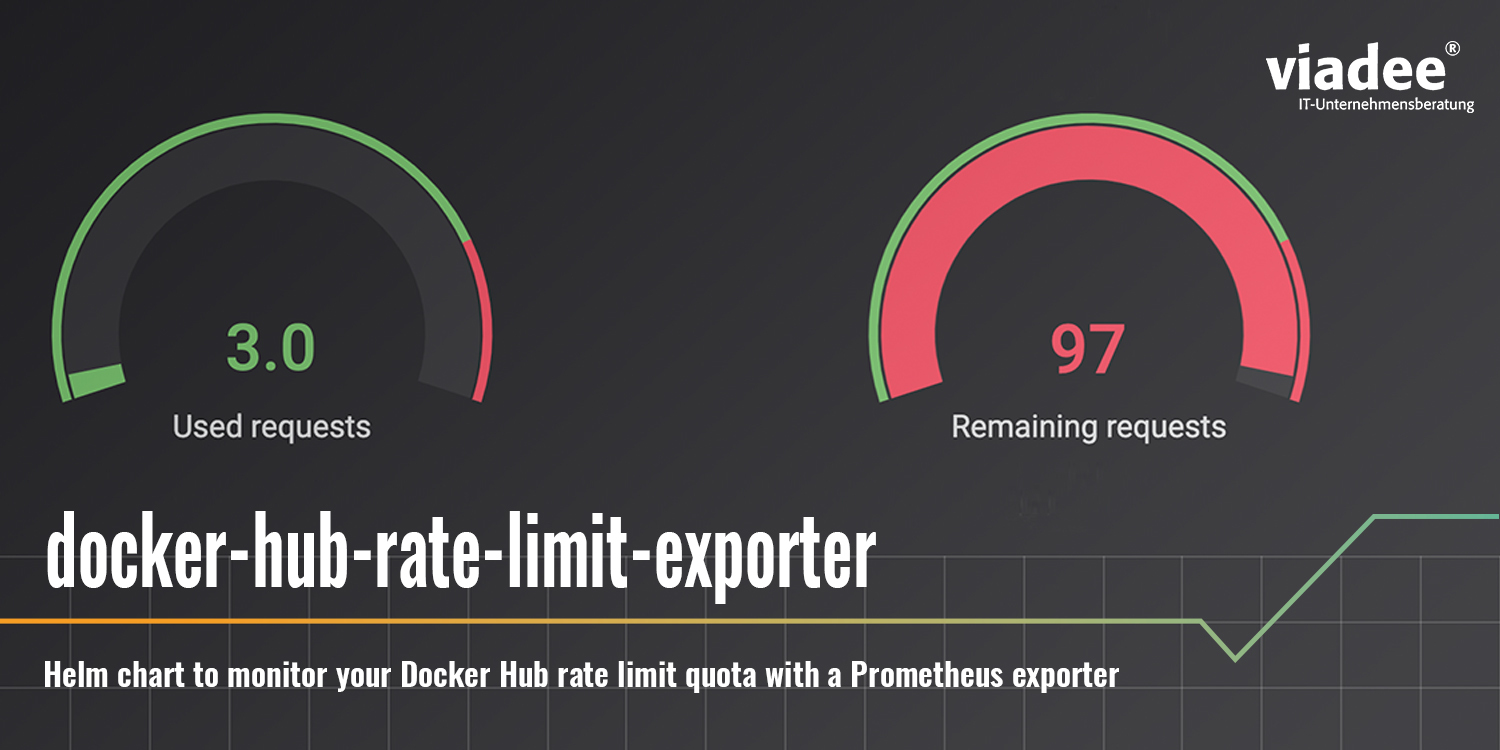 viadee®
IT-Unternehmensberatung
3.0
Used requests
97
Remaining requests
docker-hub-rate-limit-exporter
Helm chart to monitor your Docker Hub rate limit quota with a Prometheus exporter